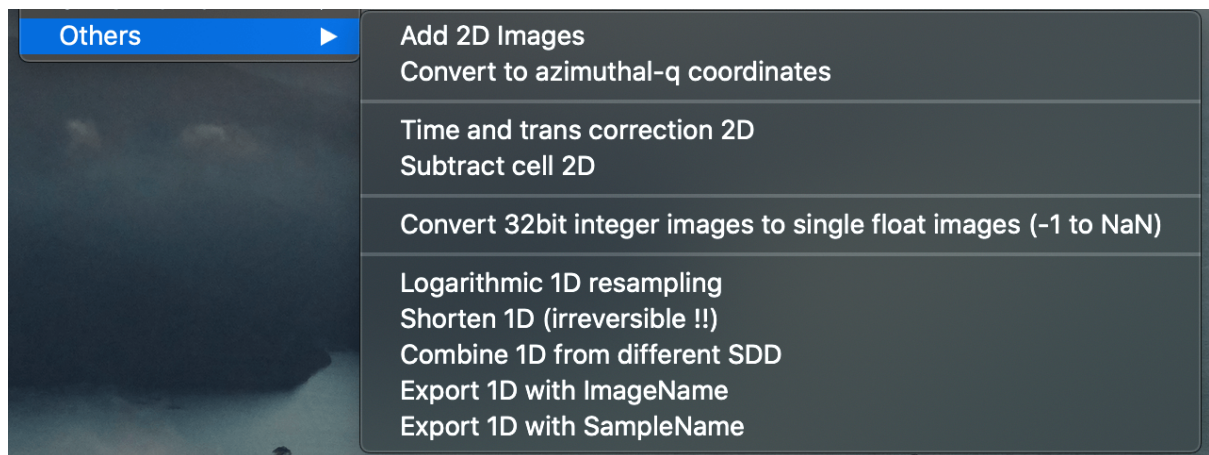 Others
Add 2D Images
Convert to azimuthal-q coordinates
Time and trans correction 2D
Subtract cell 2D
Convert 32bit integer images to single float images (-1 to NaN)
Logarithmic 1D resampling
Shorten 1D (irreversible !!)
Combine 1D from different SDD
Export 1D with ImageName
Export 1D with SampleName